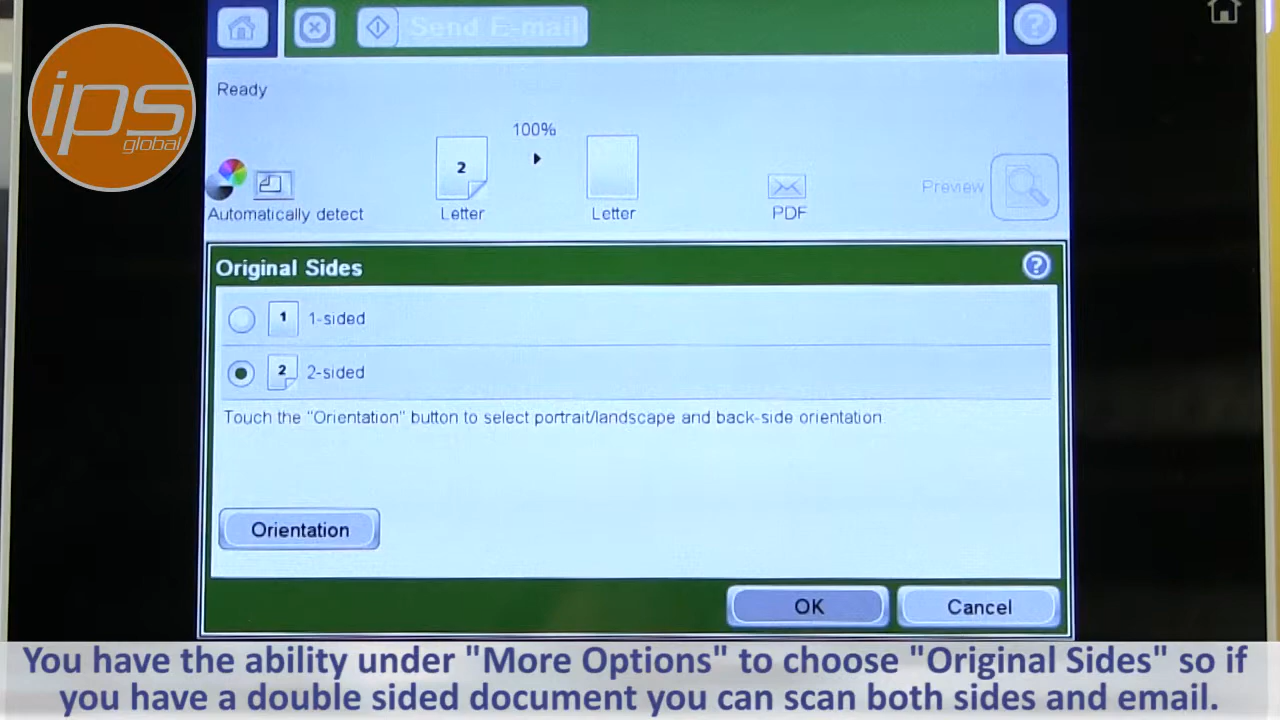 ips
global
Send E-mail
Ready
100%
2
Automatically detect
Letter
Letter
PDF
Preview
Original Sides
1 1-sided
2 2-sided
Touch the "Orientation" button to select portrait/landscape and back-side orientation.
Orientation
OK
Cancel
You have the ability under "More Options" to choose "Original Sides" so if
you have a double sided document you can scan both sides and email.